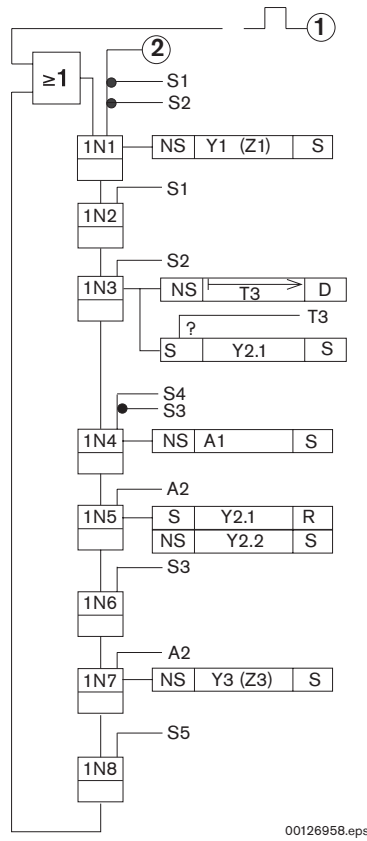 1
≥1
2
S1
S2
1N1 NS Y1 (Z1) S
S1
1N2
S2
1N3 NS T3 D
T3
?
S Y2.1 S
S4
S3
1N4 NS A1 S
A2
1N5 S Y2.1 R
NS Y2.2 S
S3
1N6
A2
1N7 NS Y3 (Z3) S
S5
1N8
00126958.eps